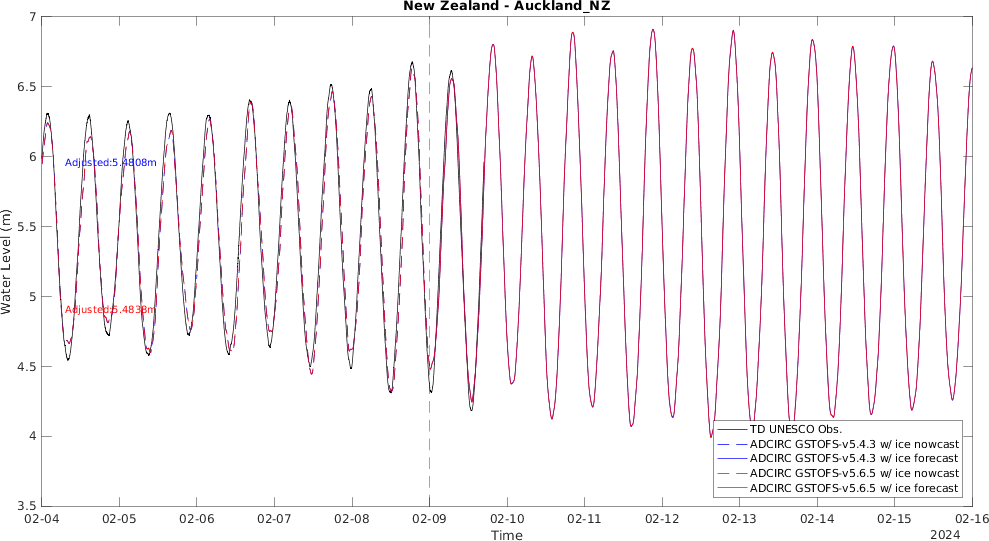 New Zealand - Auckland_NZ
7
6.5
6
5.5
5
4.5
4
3.5
Water Level (m)
Adjusted:5.4808m
Adjusted:5.4838m
TD UNESCO Obs.
ADCIRC GSTOFS-v5.4.3 w/ ice nowcast
ADCIRC GSTOFS-v5.4.3 w/ ice forecast
ADCIRC GSTOFS-v5.6.5 w/ ice nowcast
ADCIRC GSTOFS-v5.6.5 w/ ice forecast
02-04 02-05 02-06 02-07 02-08 02-09 02-10 02-11 02-12 02-13 02-14 02-15 02-16
Time
2024